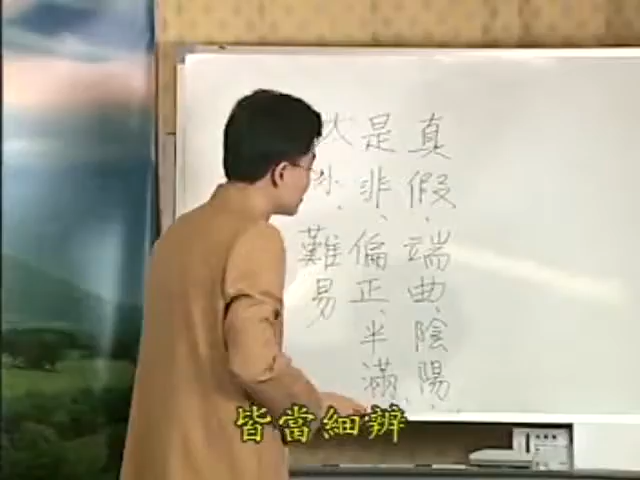 真假、端曲、陰陽、
是非、偏正、半滿、
大小、難易
皆當細辨